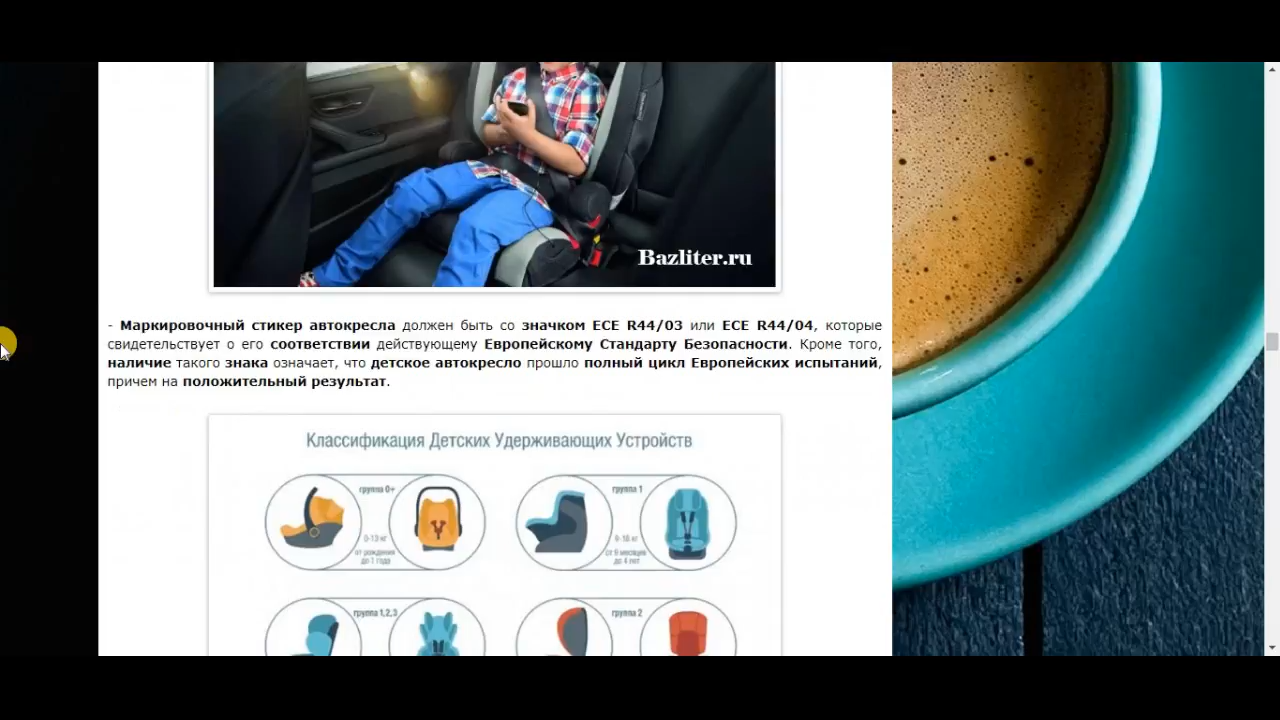 Bazliter.ru
- Маркировочный стикер автокресла должен быть со значком ECE R44/03 или ECE R44/04, которые
свидетельствует о его соответствии действующему Европейскому Стандарту Безопасности. Кроме того,
наличие такого знака означает, что детское автокресло прошло полный цикл Европейских испытаний,
причем на положительный результат.
Классификация Детских Удерживающих Устройств
группа 0+
0-13 кг
от рождения
до 1 года
группа 1
9-18 кг
от 9 месяцев
до 4 лет
группа 1,2,3
группа 2